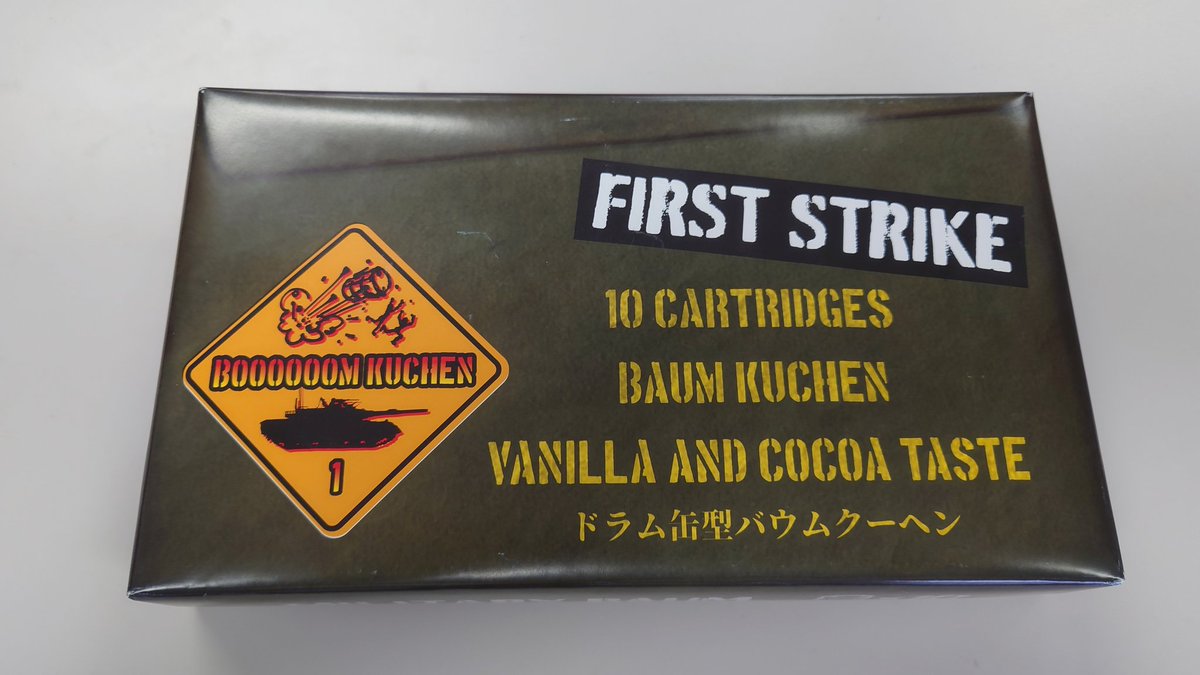 FIRST STRIKE
10 CARTRIDGES
BAUM KUCHEN
VANILLA AND COCOA TASTE
ドラム缶型バウムクーヘン
BOOOOOOM KUCHEN
1